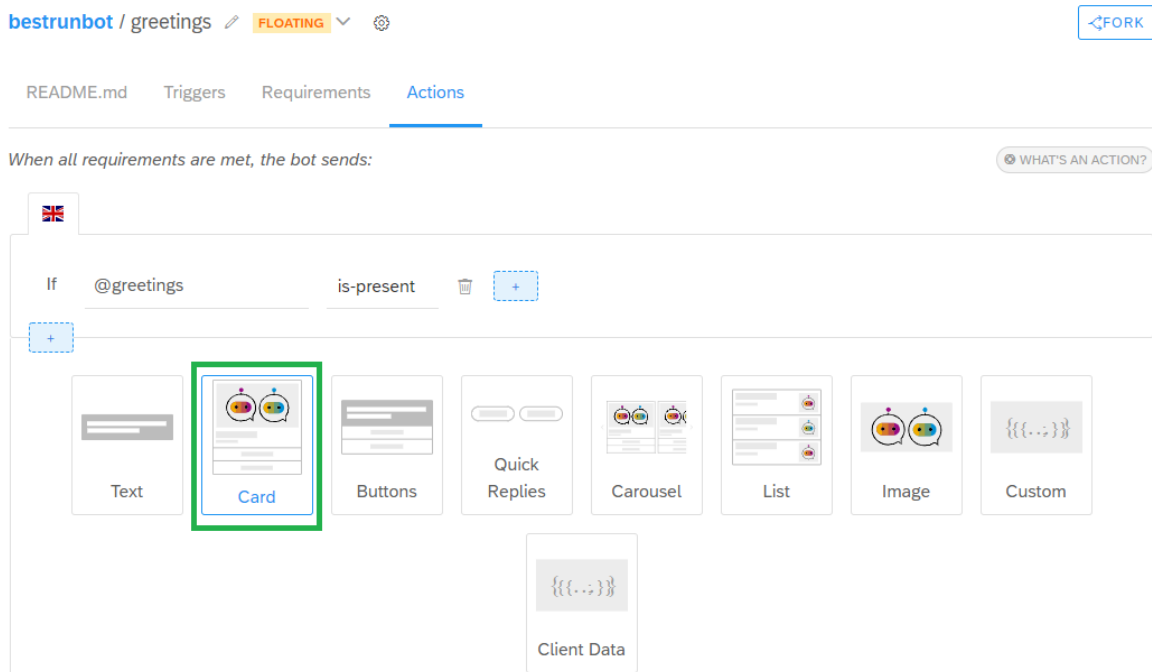 bestrunbot / greetings FLOATING
FORK
README.md Triggers Requirements Actions
When all requirements are met, the bot sends:
WHAT'S AN ACTION?
If @greetings is-present +
+
Text
Card
Buttons
Quick
Replies
Carousel
List
Image
{{{..;}}}
Custom
{{{..;}}}
Client Data